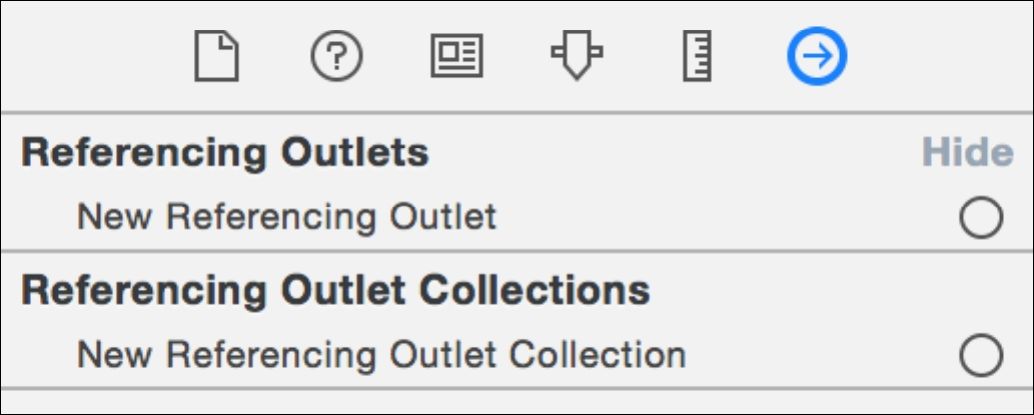 Referencing Outlets Hide
New Referencing Outlet
Referencing Outlet Collections
New Referencing Outlet Collection